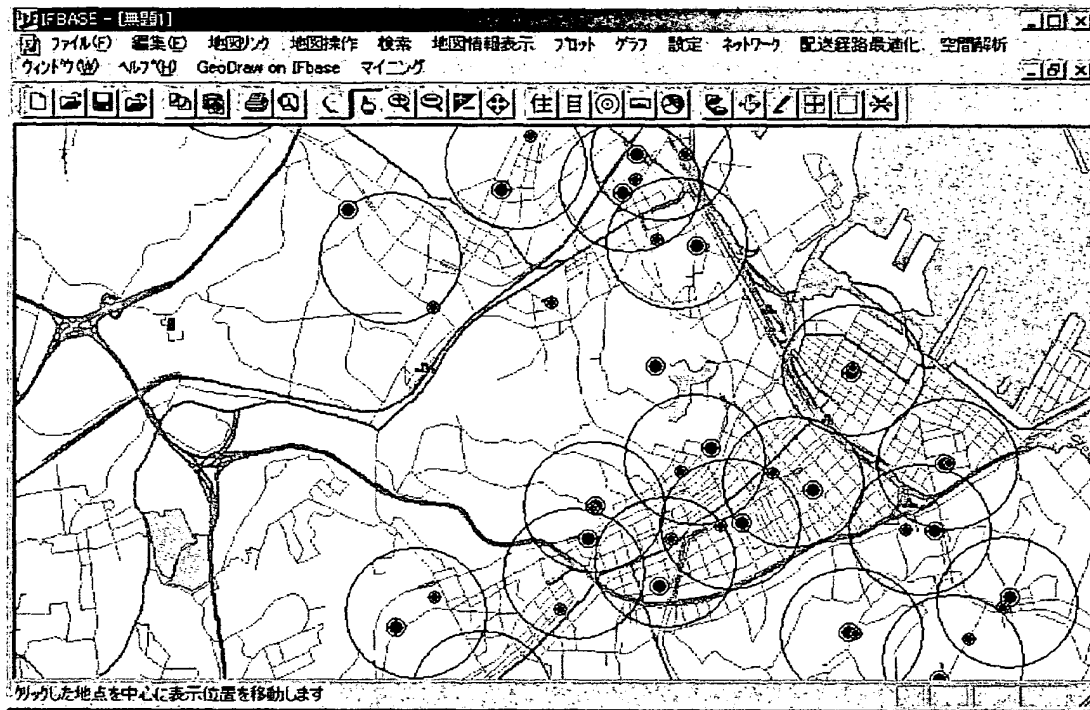 IFBASE - [無題1]
ファイル(F) 編集(E) 地図リンク 地図操作 検索 地図情報表示 プロット グラフ 設定 ネットワーク 配送経路最適化 空間解析
ウィンドウ(W) ヘルプ(H) GeoDraw on IFbase マイニング
住 目
クリックした地点を中心に表示位置を移動します